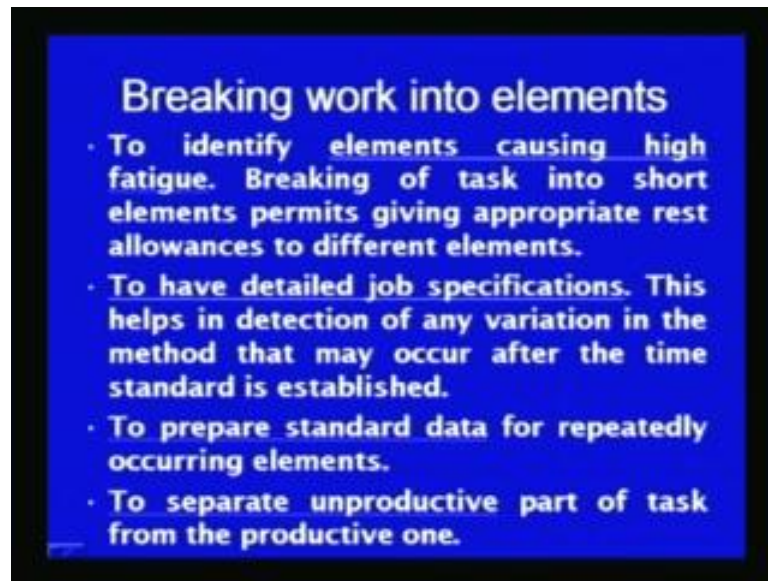 Breaking work into elements
· To identify elements causing high
fatigue. Breaking of task into short
elements permits giving appropriate rest
allowances to different elements.
· To have detailed job specifications. This
helps in detection of any variation in the
method that may occur after the time
standard is established.
· To prepare standard data for repeatedly
occurring elements.
· To separate unproductive part of task
from the productive one.